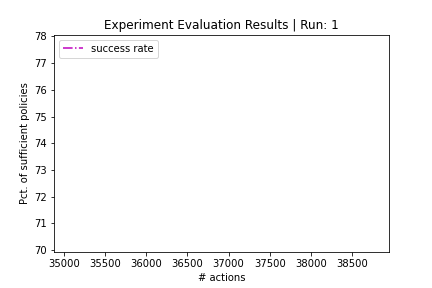 Experiment Evaluation Results | Run: 1
success rate
Pct. of sufficient policies
78
77
76
75
74
73
72
71
70
35000 35500 36000 36500 37000 37500 38000 38500
# actions